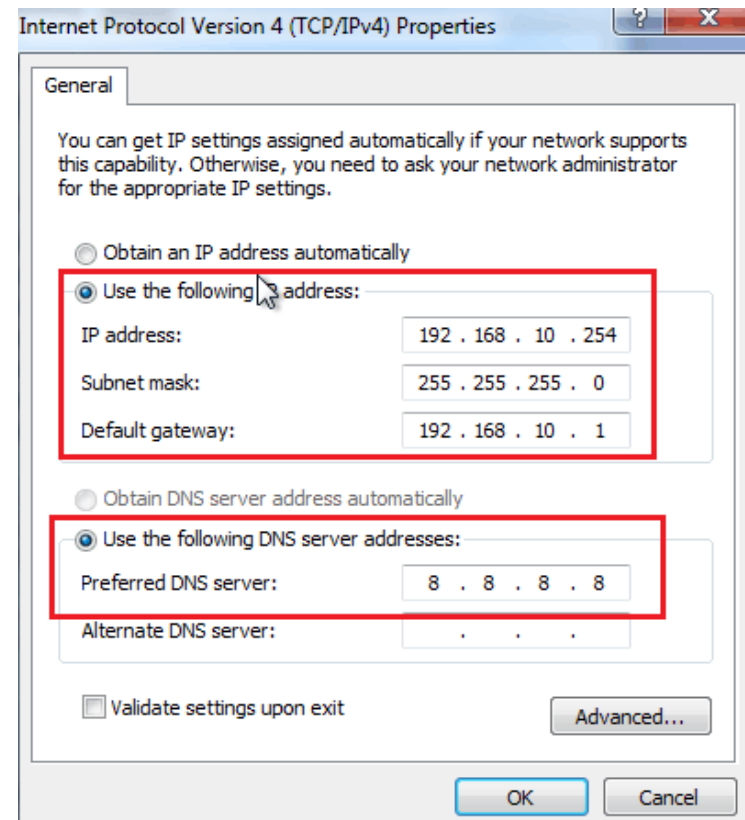 Internet Protocol Version 4 (TCP/IPv4) Properties
?
X
General
You can get IP settings assigned automatically if your network supports
this capability. Otherwise, you need to ask your network administrator
for the appropriate IP settings.
Obtain an IP address automatically
Use the following address:
IP address: 192 . 168 . 10 . 254
Subnet mask: 255 . 255 . 255 . 0
Default gateway: 192 . 168 . 10 . 1
Obtain DNS server address automatically
Use the following DNS server addresses:
Preferred DNS server: 8 . 8 . 8 . 8
Alternate DNS server: . . .
Validate settings upon exit
Advanced...
OK Cancel